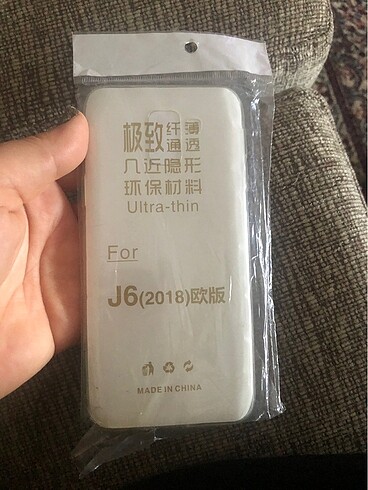 极致纤薄
通透
几近隐形
环保材料
Ultra-thin
For
J6(2018)欧版
MADE IN CHINA